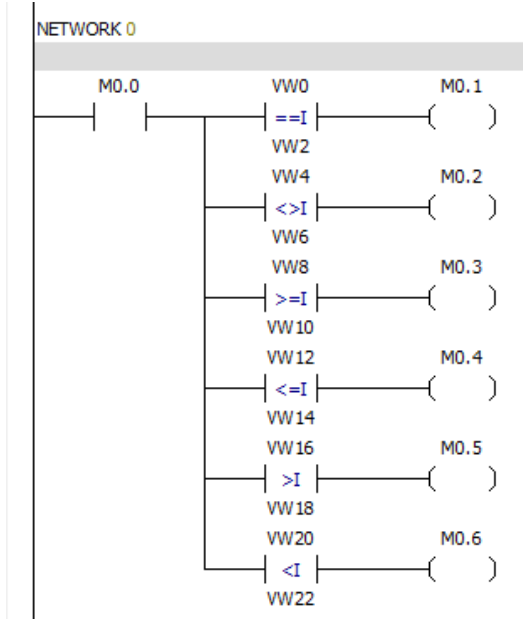 NETWORK 0
M0.0 VW0 M0.1
==I
VW2
VW4 M0.2
<>I
VW6
VW8 M0.3
>=I
VW10
VW12 M0.4
<=I
VW14
VW16 M0.5
>I
VW18
VW20 M0.6
<I
VW22